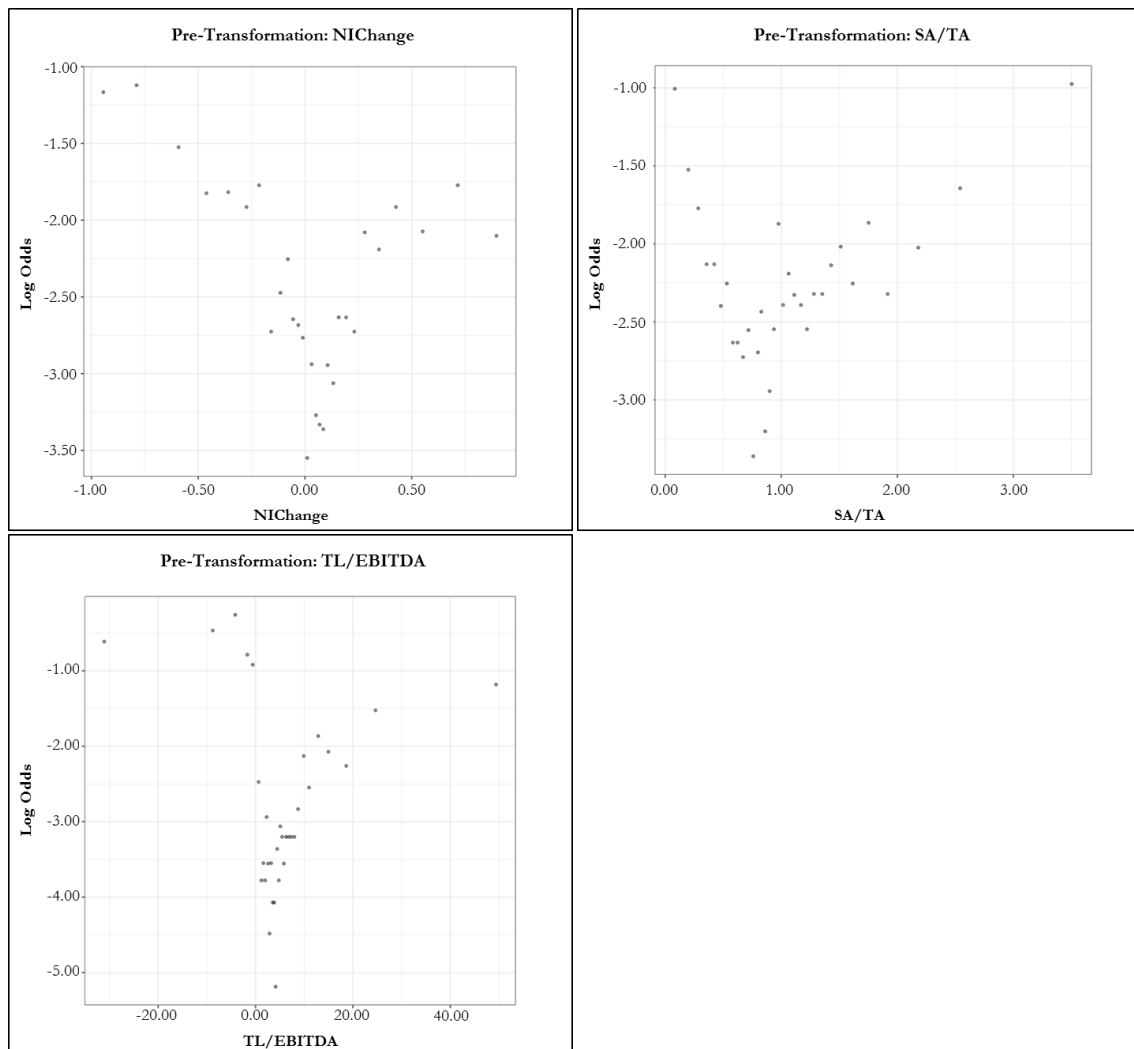 Pre-Transformation: NIChange
-1.00
-1.50
-2.00
-2.50
-3.00
-3.50
Log Odds
-1.00 -0.50 0.00 0.50
NIChange
Pre-Transformation: SA/TA
-1.00
-1.50
-2.00
-2.50
-3.00
Log Odds
0.00 1.00 2.00 3.00
SA/TA
Pre-Transformation: TL/EBITDA
-1.00
-2.00
-3.00
-4.00
-5.00
Log Odds
-20.00 0.00 20.00 40.00
TL/EBITDA